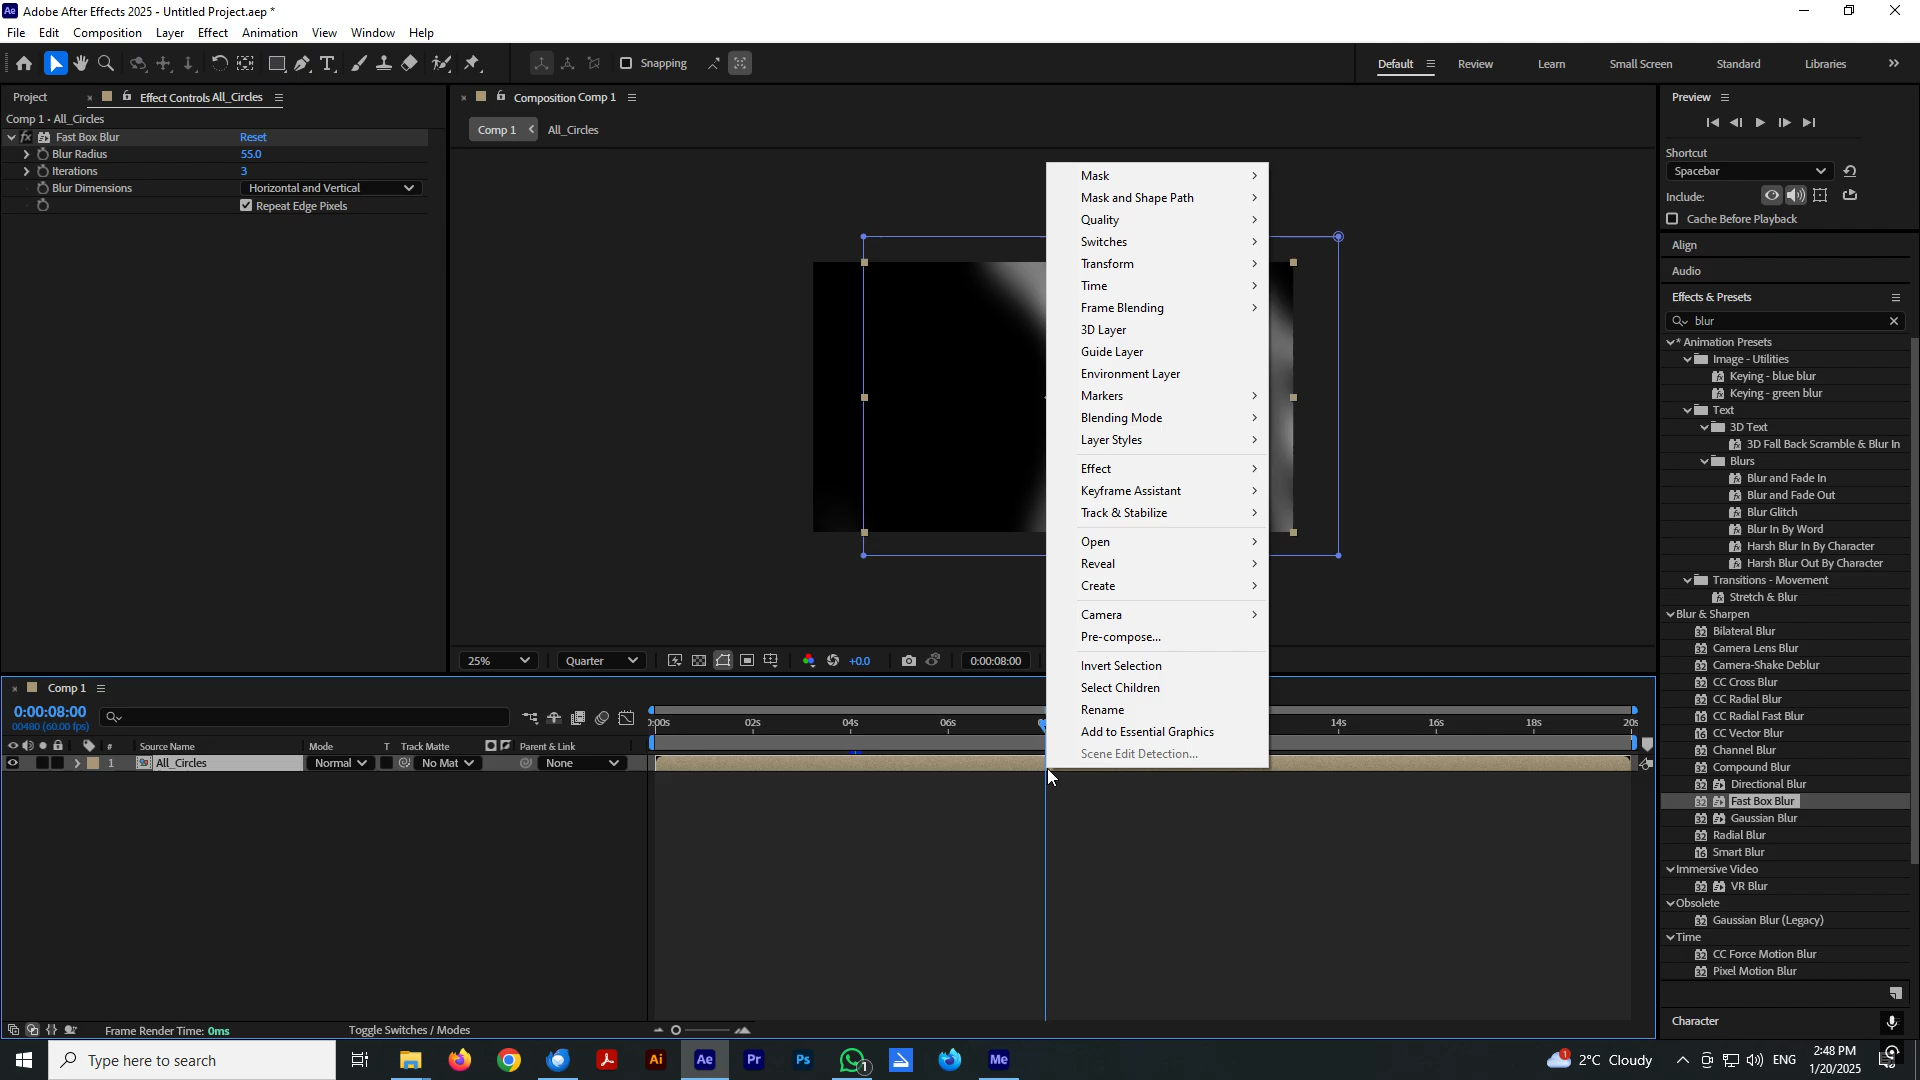 Adobe After Effects 2025 - Untitled Project.aep *
File Edit Composition Layer Effect Animation View Window Help
Snapping Default Review Learn Small Screen Standard Libraries
Project Effect Controls All_Circles
Comp 1 - All_Circles
fx Fast Box Blur Reset
Blur Radius 55.0
Iterations 3
Blur Dimensions Horizontal and Vertical
Repeat Edge Pixels
Composition Comp 1
Comp 1 All_Circles
Mask
Mask and Shape Path
Quality
Switches
Transform
Time
Frame Blending
3D Layer
Guide Layer
Environment Layer
Markers
Blending Mode
Layer Styles
Effect
Keyframe Assistant
Track & Stabilize
Open
Reveal
Create
Camera
Pre-compose...
Invert Selection
Select Children
Rename
Add to Essential Graphics
Scene Edit Detection...
25% Quarter +0.0 0:00:08:00
Preview
Shortcut
Spacebar
Include:
Cache Before Playback
Align
Audio
Effects & Presets
blur
* Animation Presets
Image - Utilities
Keying - blue blur
Keying - green blur
Text
3D Text
3D Fall Back Scramble & Blur In
Blurs
Blur and Fade In
Blur and Fade Out
Blur Glitch
Blur In By Word
Harsh Blur In By Character
Harsh Blur Out By Character
Transitions - Movement
Stretch & Blur
Blur & Sharpen
Bilateral Blur
Camera Lens Blur
Camera-Shake Deblur
CC Cross Blur
CC Radial Blur
CC Radial Fast Blur
CC Vector Blur
Channel Blur
Compound Blur
Directional Blur
Fast Box Blur
Gaussian Blur
Radial Blur
Smart Blur
Immersive Video
VR Blur
Obsolete
Gaussian Blur (Legacy)
Time
CC Force Motion Blur
Pixel Motion Blur
Character
Comp 1
0:00:08:00
00480 (60.00 fps)
:00s 02s 04s 06s 14s 16s 18s 20s
# Source Name Mode T Track Matte Parent & Link
1 All_Circles Normal No Mat None
Frame Render Time: 0ms Toggle Switches / Modes
Type here to search
Ai Ae Pr Ps 1 Me
1 2°C Cloudy ENG 2:48 PM
1/20/2025